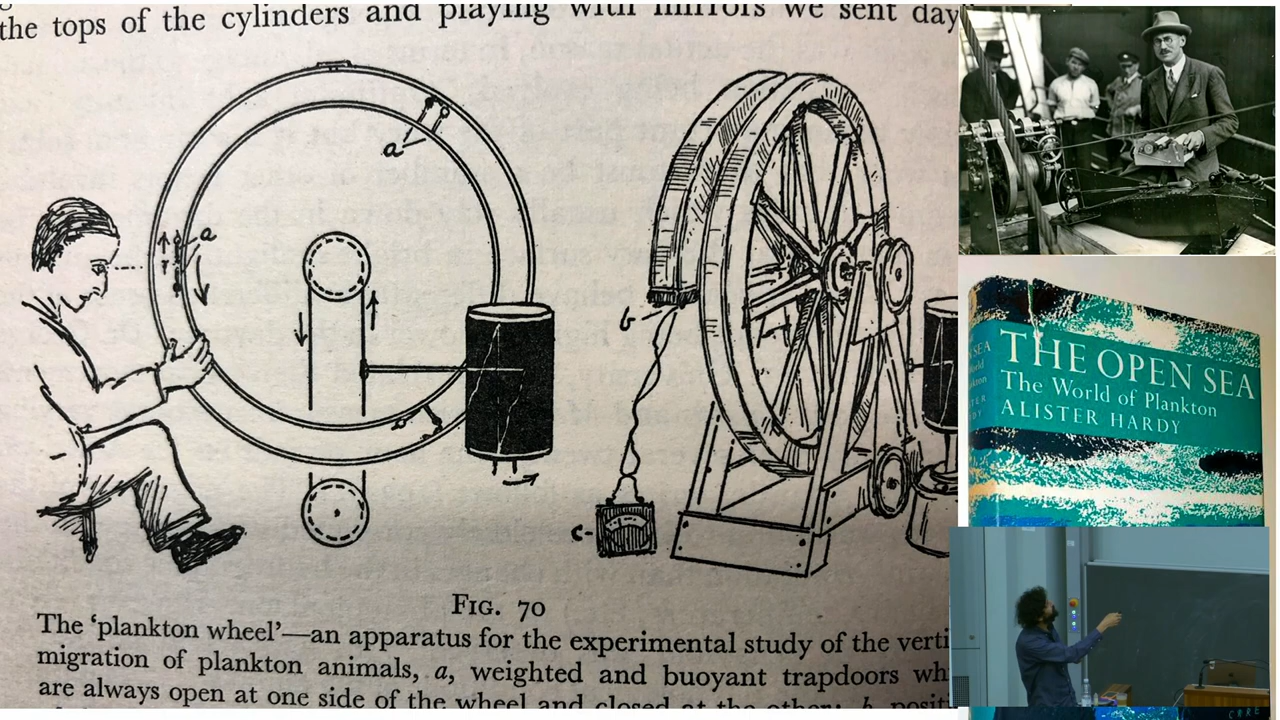 the tops of the cylinders and playing with mirrors we sent day
a
a
b
b
c-
FIG. 70
The ‘plankton wheel’—an apparatus for the experimental study of the verti
migration of plankton animals, a, weighted and buoyant trapdoors wh
are always open at one side of the wheel and closed at the other; b, posit
THE OPEN SEA
The World of Plankton
ALISTER HARDY